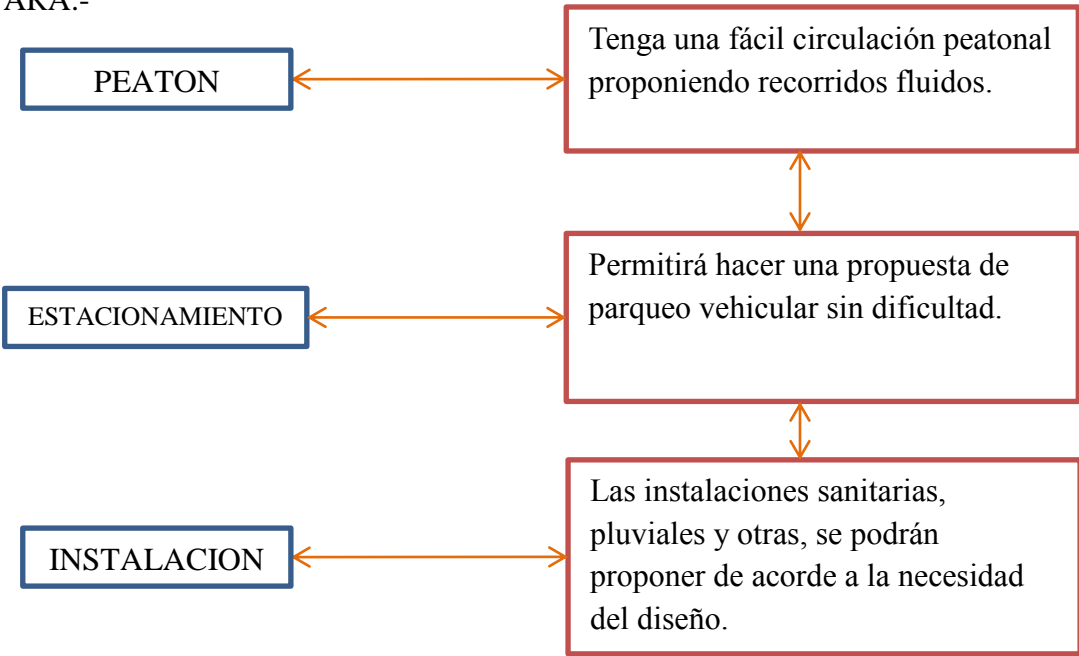 ARA.-
PEATON
Tenga una fácil circulación peatonal
proponiendo recorridos fluidos.
ESTACIONAMIENTO
Permitirá hacer una propuesta de
parqueo vehicular sin dificultad.
INSTALACION
Las instalaciones sanitarias,
pluviales y otras, se podrán
proponer de acorde a la necesidad
del diseño.